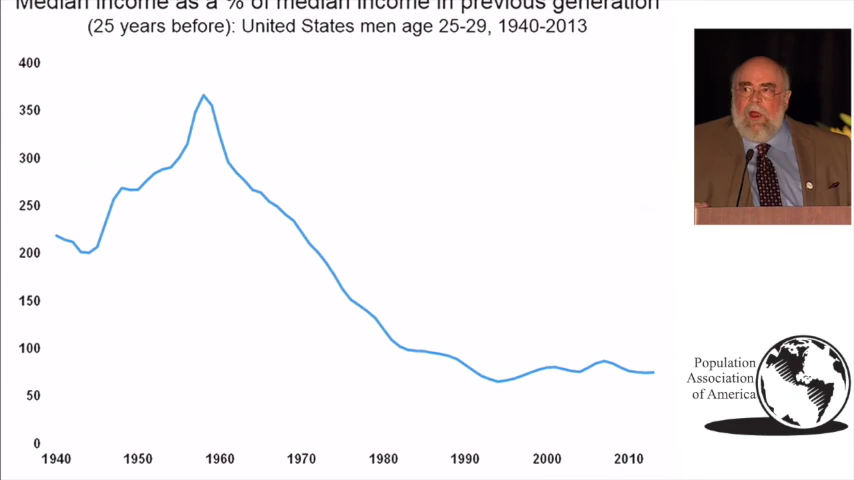 Median income as a % of median income in previous generation
(25 years before): United States men age 25-29, 1940-2013
400
350
300
250
200
150
100
50
0
1940 1950 1960 1970 1980 1990 2000 2010
Population
Association
of America